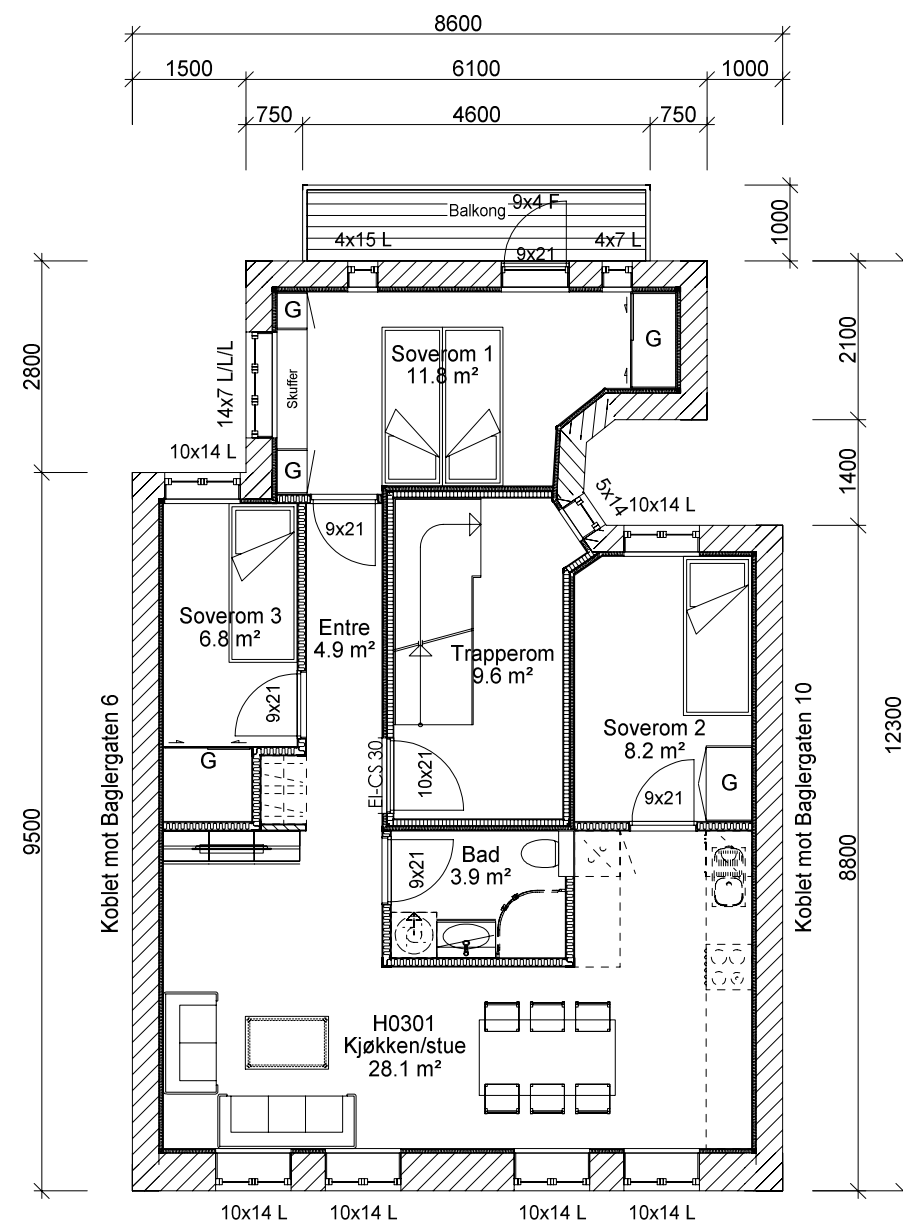 8600
1500
6100
1000
750
4600
750
Balkong
9x4 F
4x15 L
9x21
4x7 L
1000
2800
2100
14x7 L/L/L
G
Skuffer
G
Soverom 1
11.8 m²
G
10x14 L
1400
5x14
10x14 L
9x21
Soverom 3
6.8 m²
Entre
4.9 m²
Trapperom
9.6 m²
9x21
Soverom 2
8.2 m²
Koblet mot Baglergaten 6
Koblet mot Baglergaten 10
12300
G
EI-C.S 30
10x21
9x21
G
9500
8800
9x21
Bad
3.9 m²
H0301
Kjøkken/stue
28.1 m²
10x14 L
10x14 L
10x14 L
10x14 L